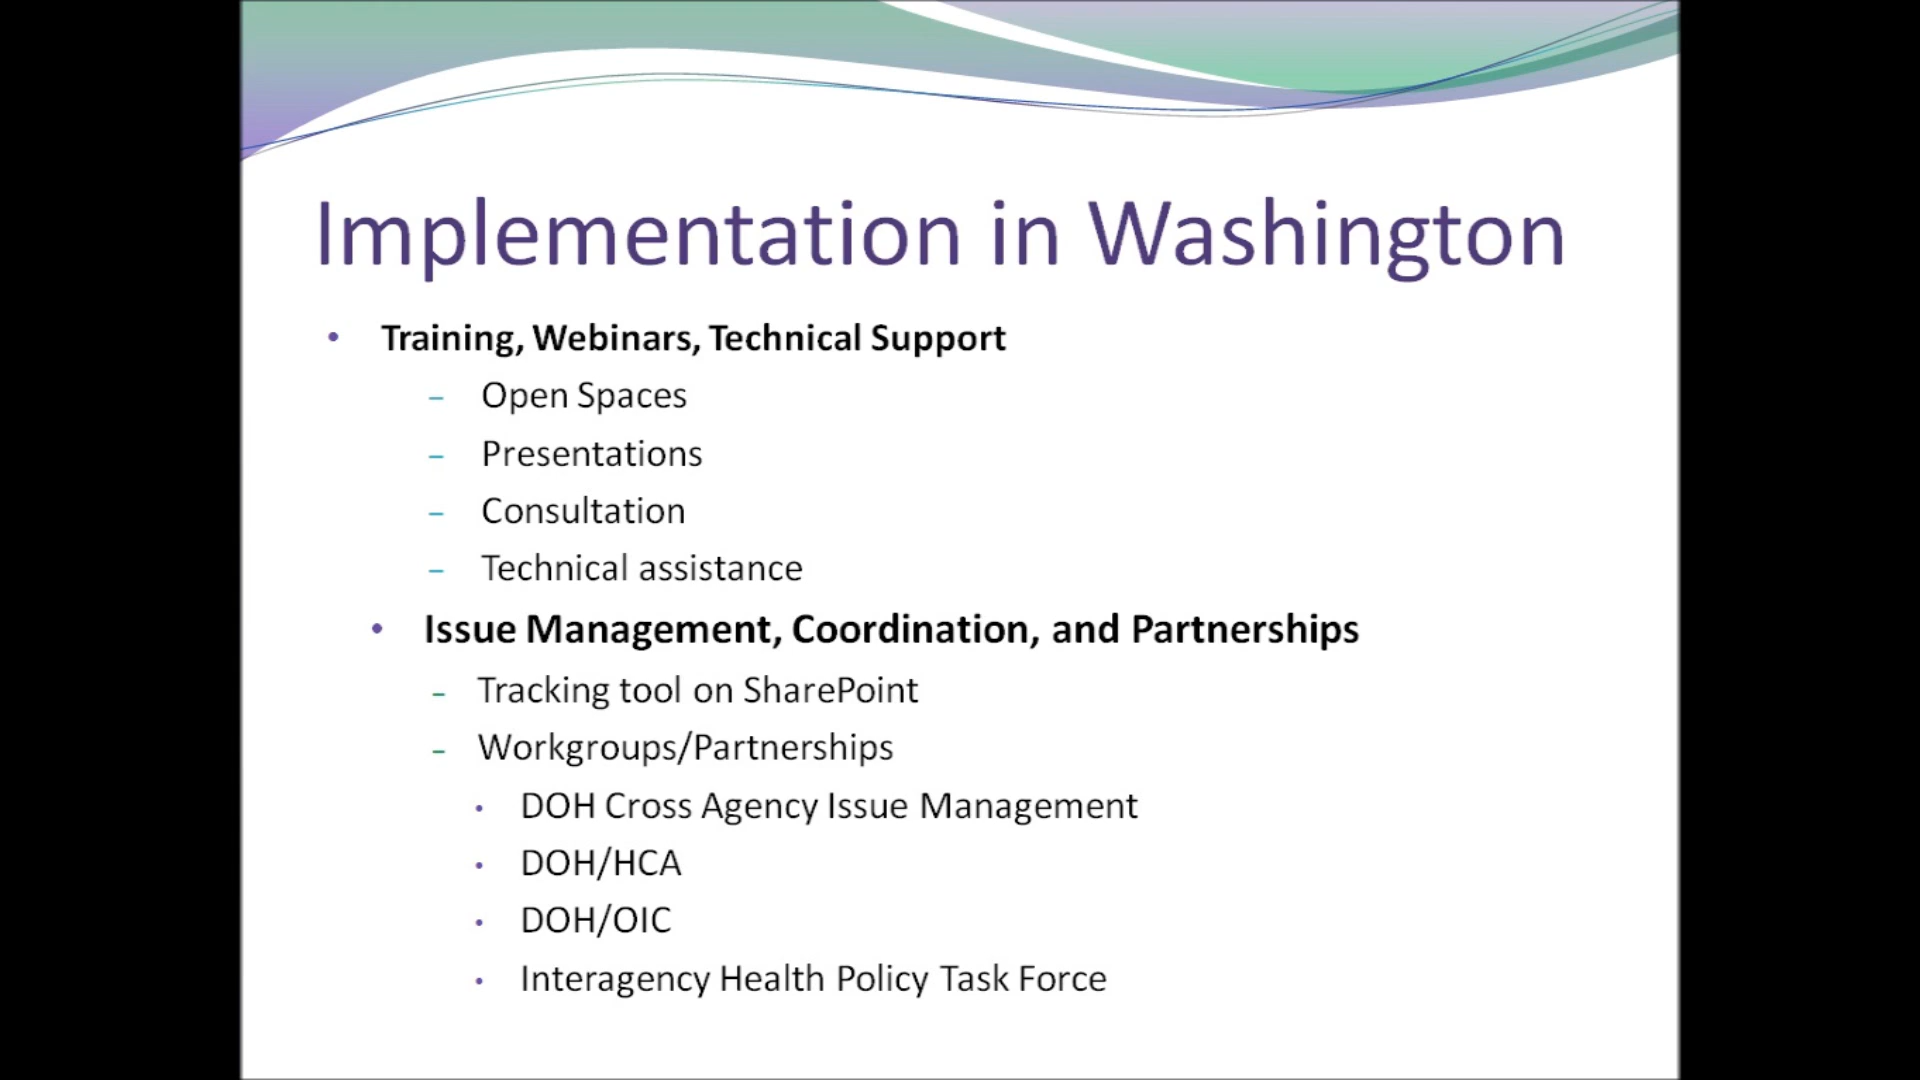 Implementation in Washington
• Training, Webinars, Technical Support
– Open Spaces
– Presentations
– Consultation
– Technical assistance
• Issue Management, Coordination, and Partnerships
– Tracking tool on SharePoint
– Workgroups/Partnerships
• DOH Cross Agency Issue Management
• DOH/HCA
• DOH/OIC
• Interagency Health Policy Task Force